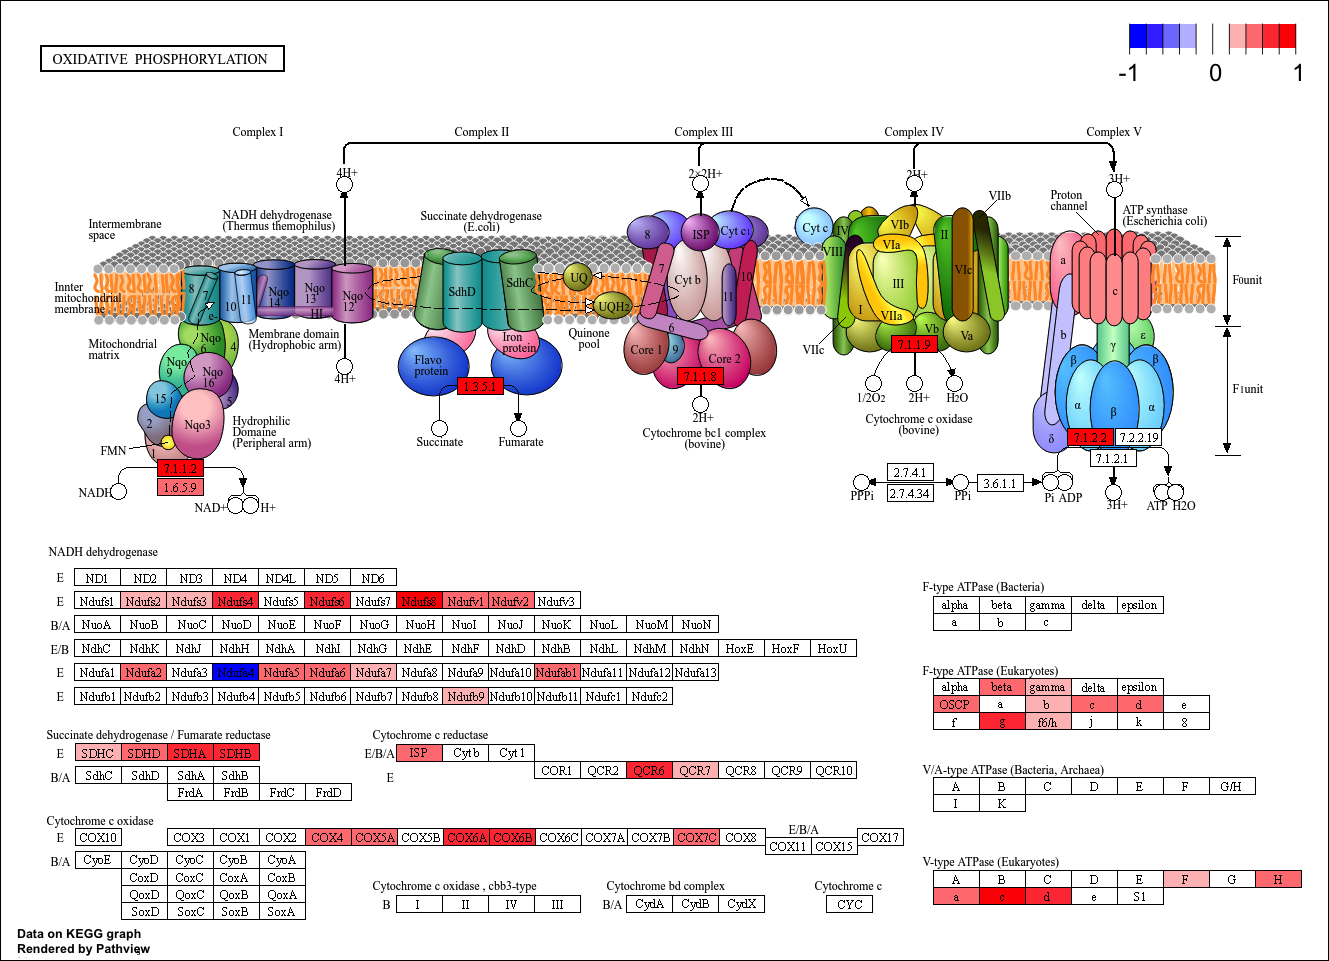 OXIDATIVE PHOSPHORYLATION
-1 0 1
Complex I Complex II Complex III Complex IV Complex V
4H+ 2×2H+ 2H+ 3H+
Intermembrane
space
NADH dehydrogenase
(Thermus themophilus)
Succinate dehydrogenase
(E.coli)
VIIb
Proton
channel
ATP synthase
(Escherichia coli)
8 ISP Cyt c1 Cyt c IV VIb II VIII VIa VIc a
Innter
mitochondrial
membrane
8 7 e- 10 11 Nqo 14 Nqo 13 HI Nqo 12
SdhD SdhC UQ UQH2
7 Cyt b 10 11 6
III I VIIa Vb Va VIIc
c b γ ε F0unit
Mitochondrial
matrix
Nqo 6 4 Nqo 9 Nqo 16 15 5 2 Nqo3 1
Membrane domain
(Hydrophobic arm)
4H+
Flavo
protein
Iron
protein
Quinone
pool
Core 1 9 Core 2
7.1.1.9
β β α β α δ F1unit
1.3.5.1 7.1.1.8
1/2O2 2H+ H2O
2H+
Hydrophilic
Domaine
(Peripheral arm)
FMN
Succinate Fumarate
Cytochrome bc1 complex
(bovine)
Cytochrome c oxidase
(bovine)
7.1.2.2 7.2.2.19
7.1.2.1
7.1.1.2
1.6.5.9
NADH NAD+ H+
2.7.4.1
2.7.4.34
3.6.1.1
PPPi PPi Pi ADP 3H+ ATP H2O
NADH dehydrogenase
E ND1 ND2 ND3 ND4 ND4L ND5 ND6
E Ndufs1 Ndufs2 Ndufs3 Ndufs4 Ndufs5 Ndufs6 Ndufs7 Ndufs8 Ndufv1 Ndufv2 Ndufv3
B/A NuoA NuoB NuoC NuoD NuoE NuoF NuoG NuoH NuoI NuoJ NuoK NuoL NuoM NuoN
E/B NdhC NdhK NdhJ NdhH NdhA NdhI NdhG NdhE NdhF NdhD NdhB NdhL NdhM NdhN HoxE HoxF HoxU
E Ndufa1 Ndufa2 Ndufa3 Ndufa4 Ndufa5 Ndufa6 Ndufa7 Ndufa8 Ndufa9 Ndufa10 Ndufab1 Ndufa11 Ndufa12 Ndufa13
E Ndufb1 Ndufb2 Ndufb3 Ndufb4 Ndufb5 Ndufb6 Ndufb7 Ndufb8 Ndufb9 Ndufb10 Ndufb11 Ndufc1 Ndufc2
Succinate dehydrogenase / Fumarate reductase
E SDHC SDHD SDHA SDHB
B/A SdhC SdhD SdhA SdhB
FrdA FrdB FrdC FrdD
Cytochrome c reductase
E/B/A ISP Cyt b Cyt 1
E COR1 QCR2 QCR6 QCR7 QCR8 QCR9 QCR10
Cytochrome c oxidase
E COX10 COX3 COX1 COX2 COX4 COX5A COX5B COX6A COX6B COX6C COX7A COX7B COX7C COX8
E/B/A
COX11 COX15
COX17
B/A CyoE CyoD CyoC CyoB CyoA
CoxD CoxC CoxA CoxB
QoxD QoxC QoxB QoxA
SoxD SoxC SoxB SoxA
Cytochrome c oxidase , cbb3-type
B I II IV III
Cytochrome bd complex
B/A CydA CydB CydX
Cytochrome c
CYC
F-type ATPase (Bacteria)
alpha beta gamma delta epsilon
a b c
F-type ATPase (Eukaryotes)
alpha beta gamma delta epsilon
OSCP a b c d e
f g f6/h j k 8
V/A-type ATPase (Bacteria, Archaea)
A B C D E F G/H
I K
V-type ATPase (Eukaryotes)
A B C D E F G H
a c d e S1
Data on KEGG graph
Rendered by Pathview